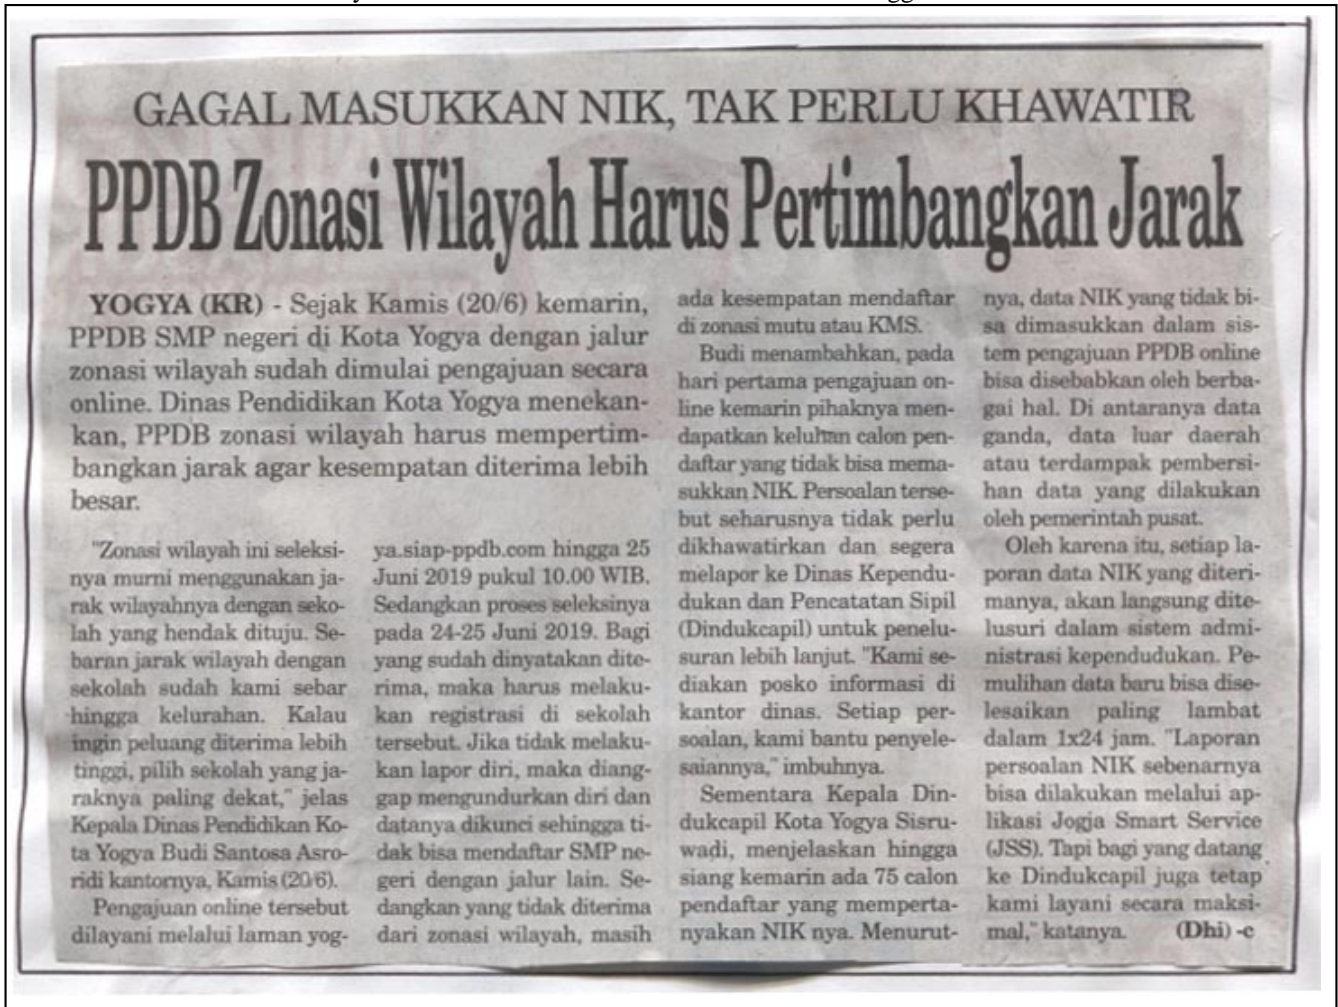 GAGAL MASUKKAN NIK, TAK PERLU KHAWATIR
PPDB Zonasi Wilayah Harus Pertimbangkan Jarak
YOGYA (KR) - Sejak Kamis (20/6) kemarin,
PPDB SMP negeri di Kota Yogya dengan jalur
zonasi wilayah sudah dimulai pengajuan secara
online. Dinas Pendidikan Kota Yogya menekan-
kan, PPDB zonasi wilayah harus mempertim-
bangkan jarak agar kesempatan diterima lebih
besar.
"Zonasi wilayah ini seleksi-
nya murni menggunakan ja-
rak wilayahnya dengan seko-
lah yang hendak dituju. Se-
baran jarak wilayah dengan
sekolah sudah kami sebar
hingga kelurahan. Kalau
ingin peluang diterima lebih
tinggi, pilih sekolah yang ja-
raknya paling dekat," jelas
Kepala Dinas Pendidikan Ko-
ta Yogya Budi Santosa Asro-
ri di kantornya, Kamis (20/6).
Pengajuan online tersebut
dilayani melalui laman yog-
ya.siap-ppdb.com hingga 25
Juni 2019 pukul 10.00 WIB.
Sedangkan proses seleksinya
pada 24-25 Juni 2019. Bagi
yang sudah dinyatakan dite-
rima, maka harus melaku-
kan registrasi di sekolah
tersebut. Jika tidak melaku-
kan lapor diri, maka diang-
gap mengundurkan diri dan
datanya dikunci sehingga ti-
dak bisa mendaftar SMP ne-
geri dengan jalur lain. Se-
dangkan yang tidak diterima
dari zonasi wilayah, masih
ada kesempatan mendaftar
di zonasi mutu atau KMS.
Budi menambahkan, pada
hari pertama pengajuan on-
line kemarin pihaknya men-
dapatkan keluhan calon pen-
daftar yang tidak bisa mema-
sukkan NIK. Persoalan terse-
but seharusnya tidak perlu
dikhawatirkan dan segera
melapor ke Dinas Kependu-
dukan dan Pencatatan Sipil
(Dindukcapil) untuk penelu-
suran lebih lanjut. "Kami se-
diakan posko informasi di
kantor dinas. Setiap per-
soalan, kami bantu penyele-
saiannya," imbuhnya.
Sementara Kepala Din-
dukcapil Kota Yogya Sisru-
wadi, menjelaskan hingga
siang kemarin ada 75 calon
pendaftar yang memperta-
nyakan NIK nya. Menurut-
nya, data NIK yang tidak bi-
sa dimasukkan dalam sis-
tem pengajuan PPDB online
bisa disebabkan oleh berba-
gai hal. Di antaranya data
ganda, data luar daerah
atau terdampak pembersi-
han data yang dilakukan
oleh pemerintah pusat.
Oleh karena itu, setiap la-
poran data NIK yang diteri-
manya, akan langsung dite-
lusuri dalam sistem admi-
nistrasi kependudukan. Pe-
mulihan data baru bisa dise-
lesaikan paling lambat
dalam 1x24 jam. "Laporan
persoalan NIK sebenarnya
bisa dilakukan melalui ap-
likasi Jogja Smart Service
(JSS). Tapi bagi yang datang
ke Dindukcapil juga tetap
kami layani secara maksi-
mal," katanya. (Dhi) -c